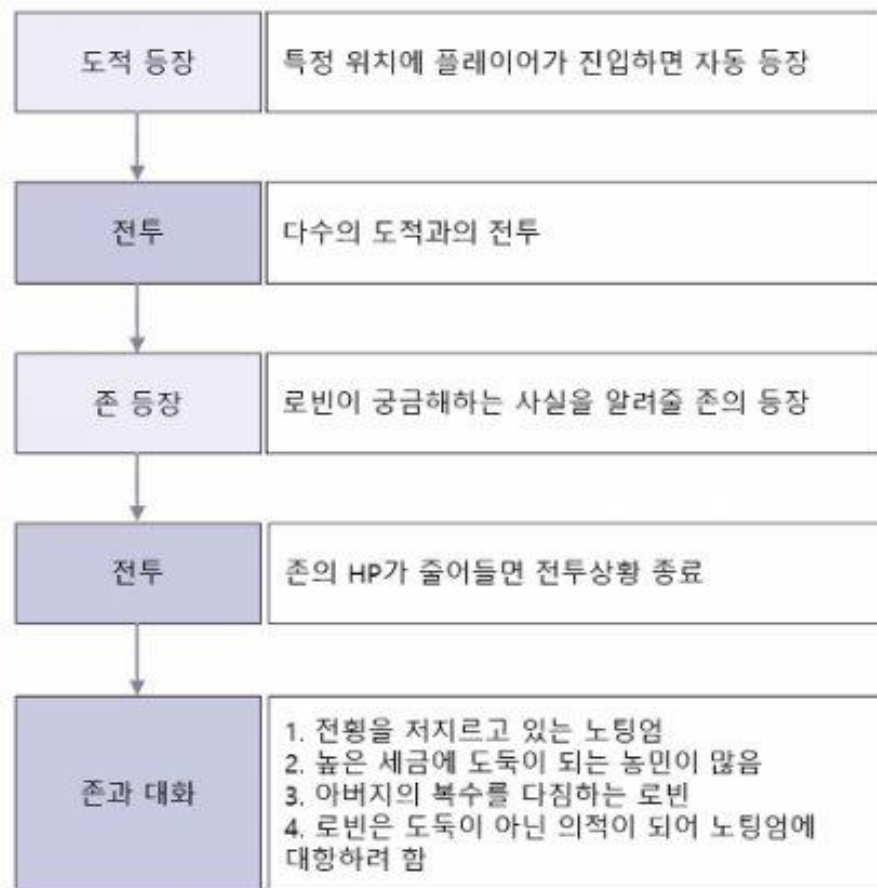 도적 등장
특정 위치에 플레이어가 진입하면 자동 등장
전투
다수의 도적과의 전투
존 등장
로빈이 궁금해하는 사실을 알려줄 존의 등장
전투
존의 HP가 줄어들면 전투상황 종료
존과 대화
1. 전횡을 저지르고 있는 노팅엄
2. 높은 세금에 도둑이 되는 농민이 많음
3. 아버지의 복수를 다짐하는 로빈
4. 로빈은 도둑이 아닌 의적이 되어 노팅엄에
대항하려 함